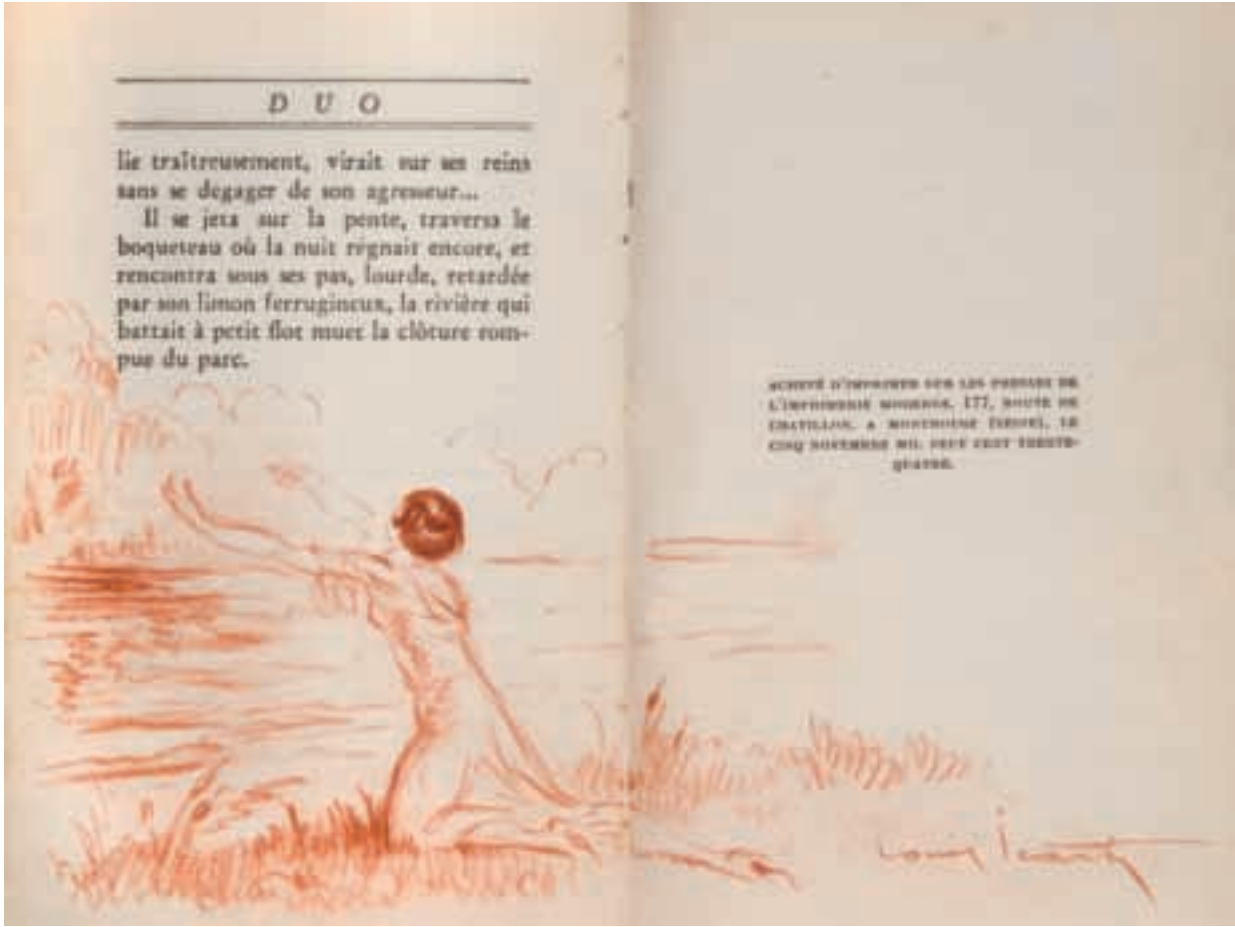 DUO
lie traîtreusement, virait sur ses reins
sans se dégager de son agresseur...
Il se jeta sur la pente, traversa le
boqueteau où la nuit régnait encore, et
rencontra sous ses pas, lourde, retardée
par son limon ferrugineux, la rivière qui
battait à petit flot muet la clôture rom-
pue du parc.
ACHEVÉ D'IMPRIMER SUR LES PRESSES DE
L'IMPRIMERIE MODERNE, 177, ROUTE DE
CHATILLON, A MONTROUGE (SEINE), LE
CINQ NOVEMBRE MIL NEUF CENT TRENTE-
QUATRE.
Louis Icart